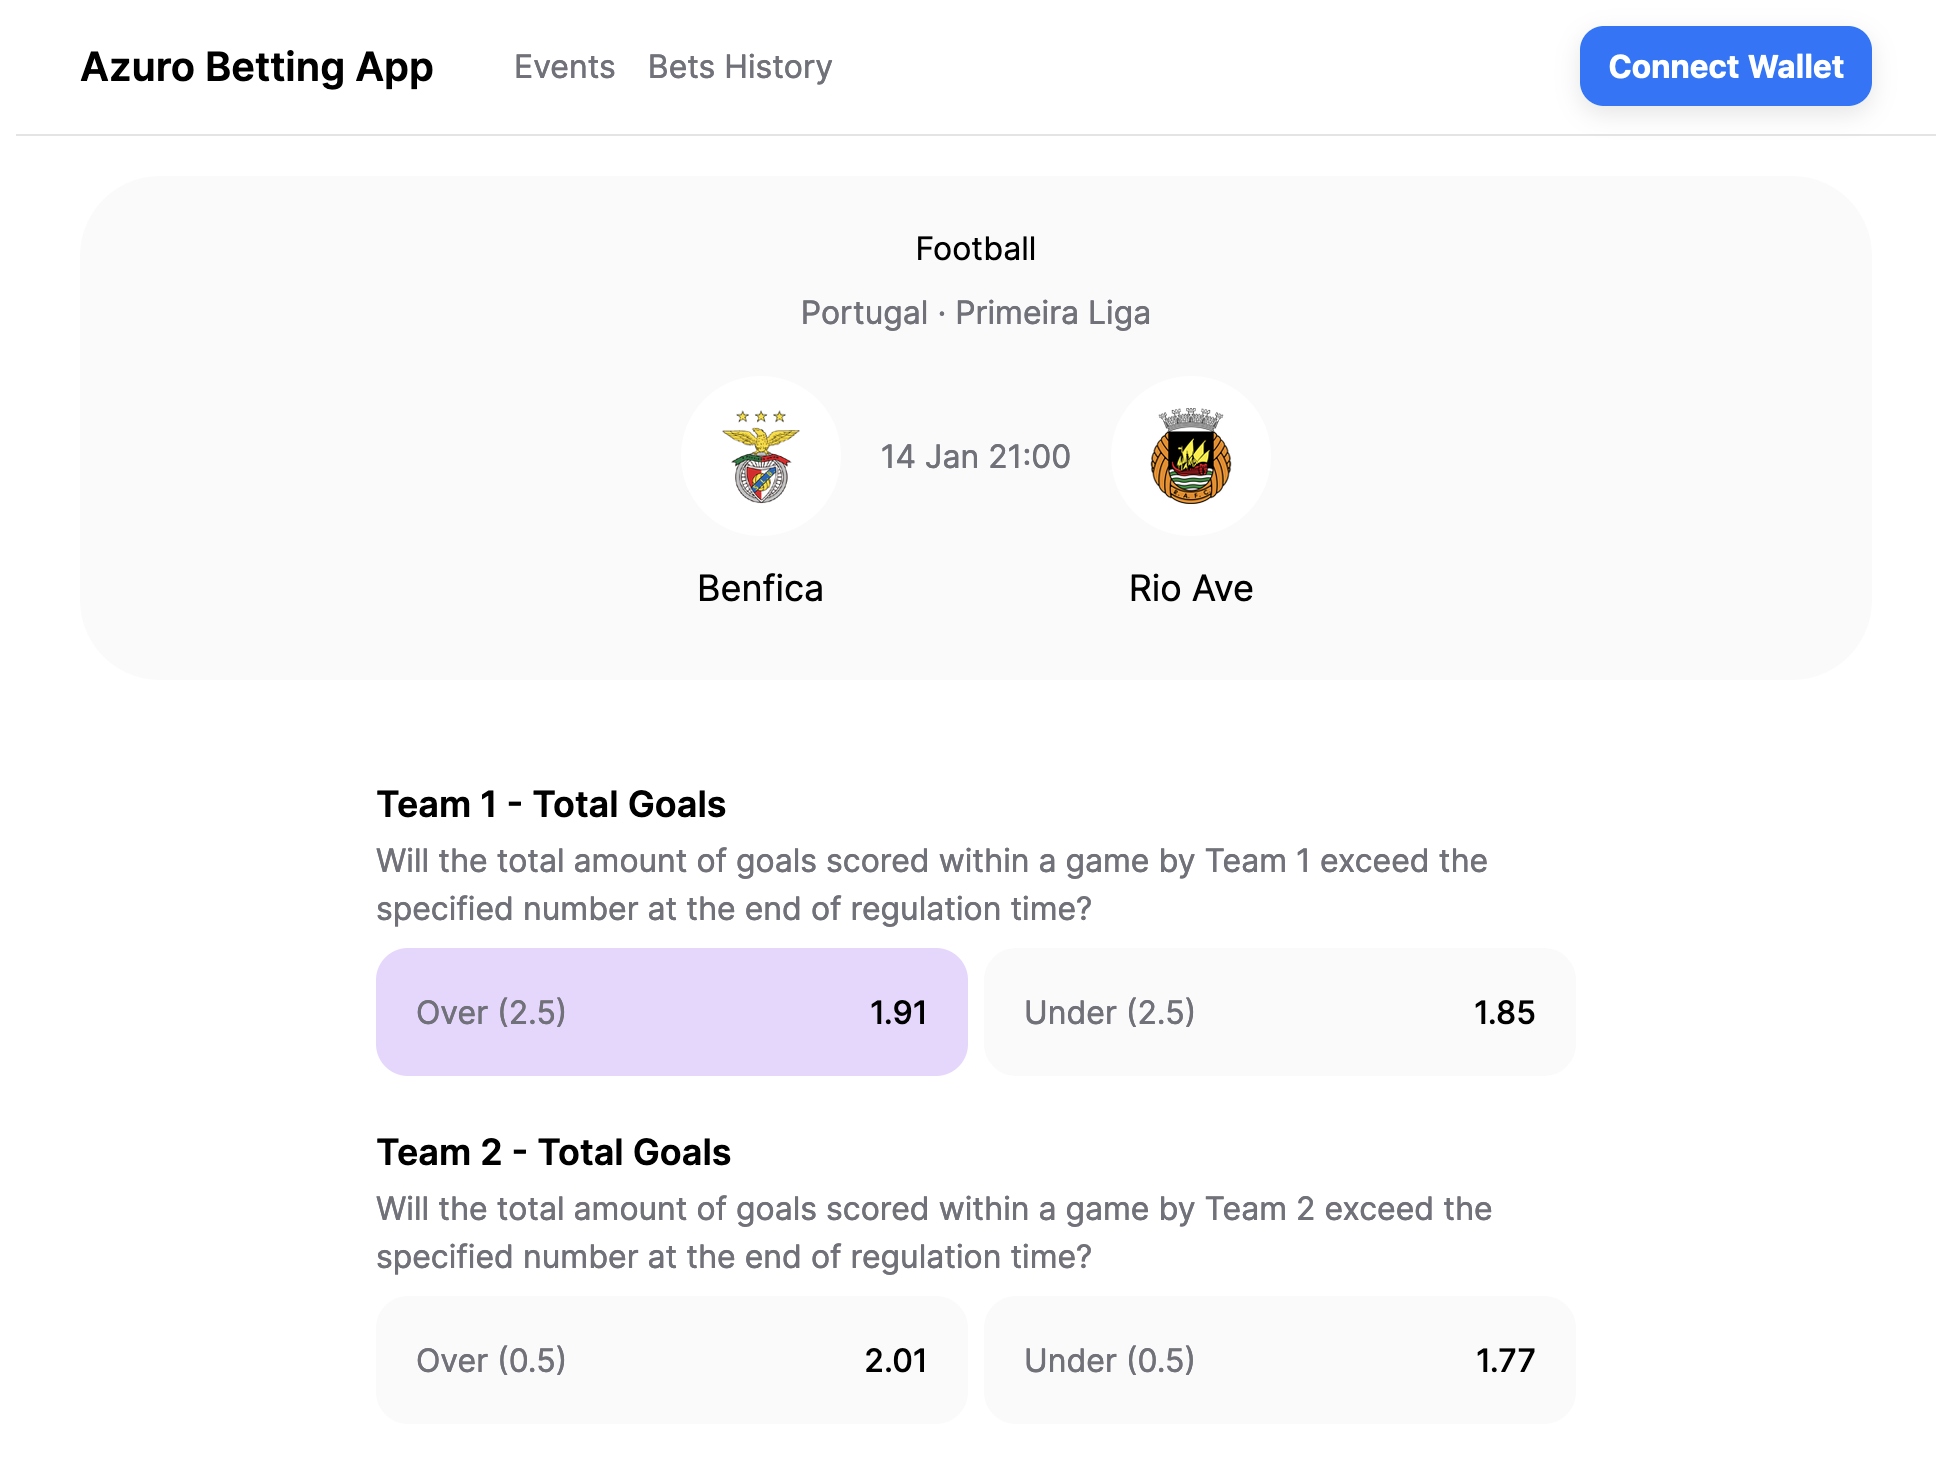 Azuro Betting App
Events
Bets History
Connect Wallet
Football
Portugal · Primeira Liga
14 Jan 21:00
Benfica
Rio Ave
Team 1 - Total Goals
Will the total amount of goals scored within a game by Team 1 exceed the
specified number at the end of regulation time?
Over (2.5) 1.91
Under (2.5) 1.85
Team 2 - Total Goals
Will the total amount of goals scored within a game by Team 2 exceed the
specified number at the end of regulation time?
Over (0.5) 2.01
Under (0.5) 1.77